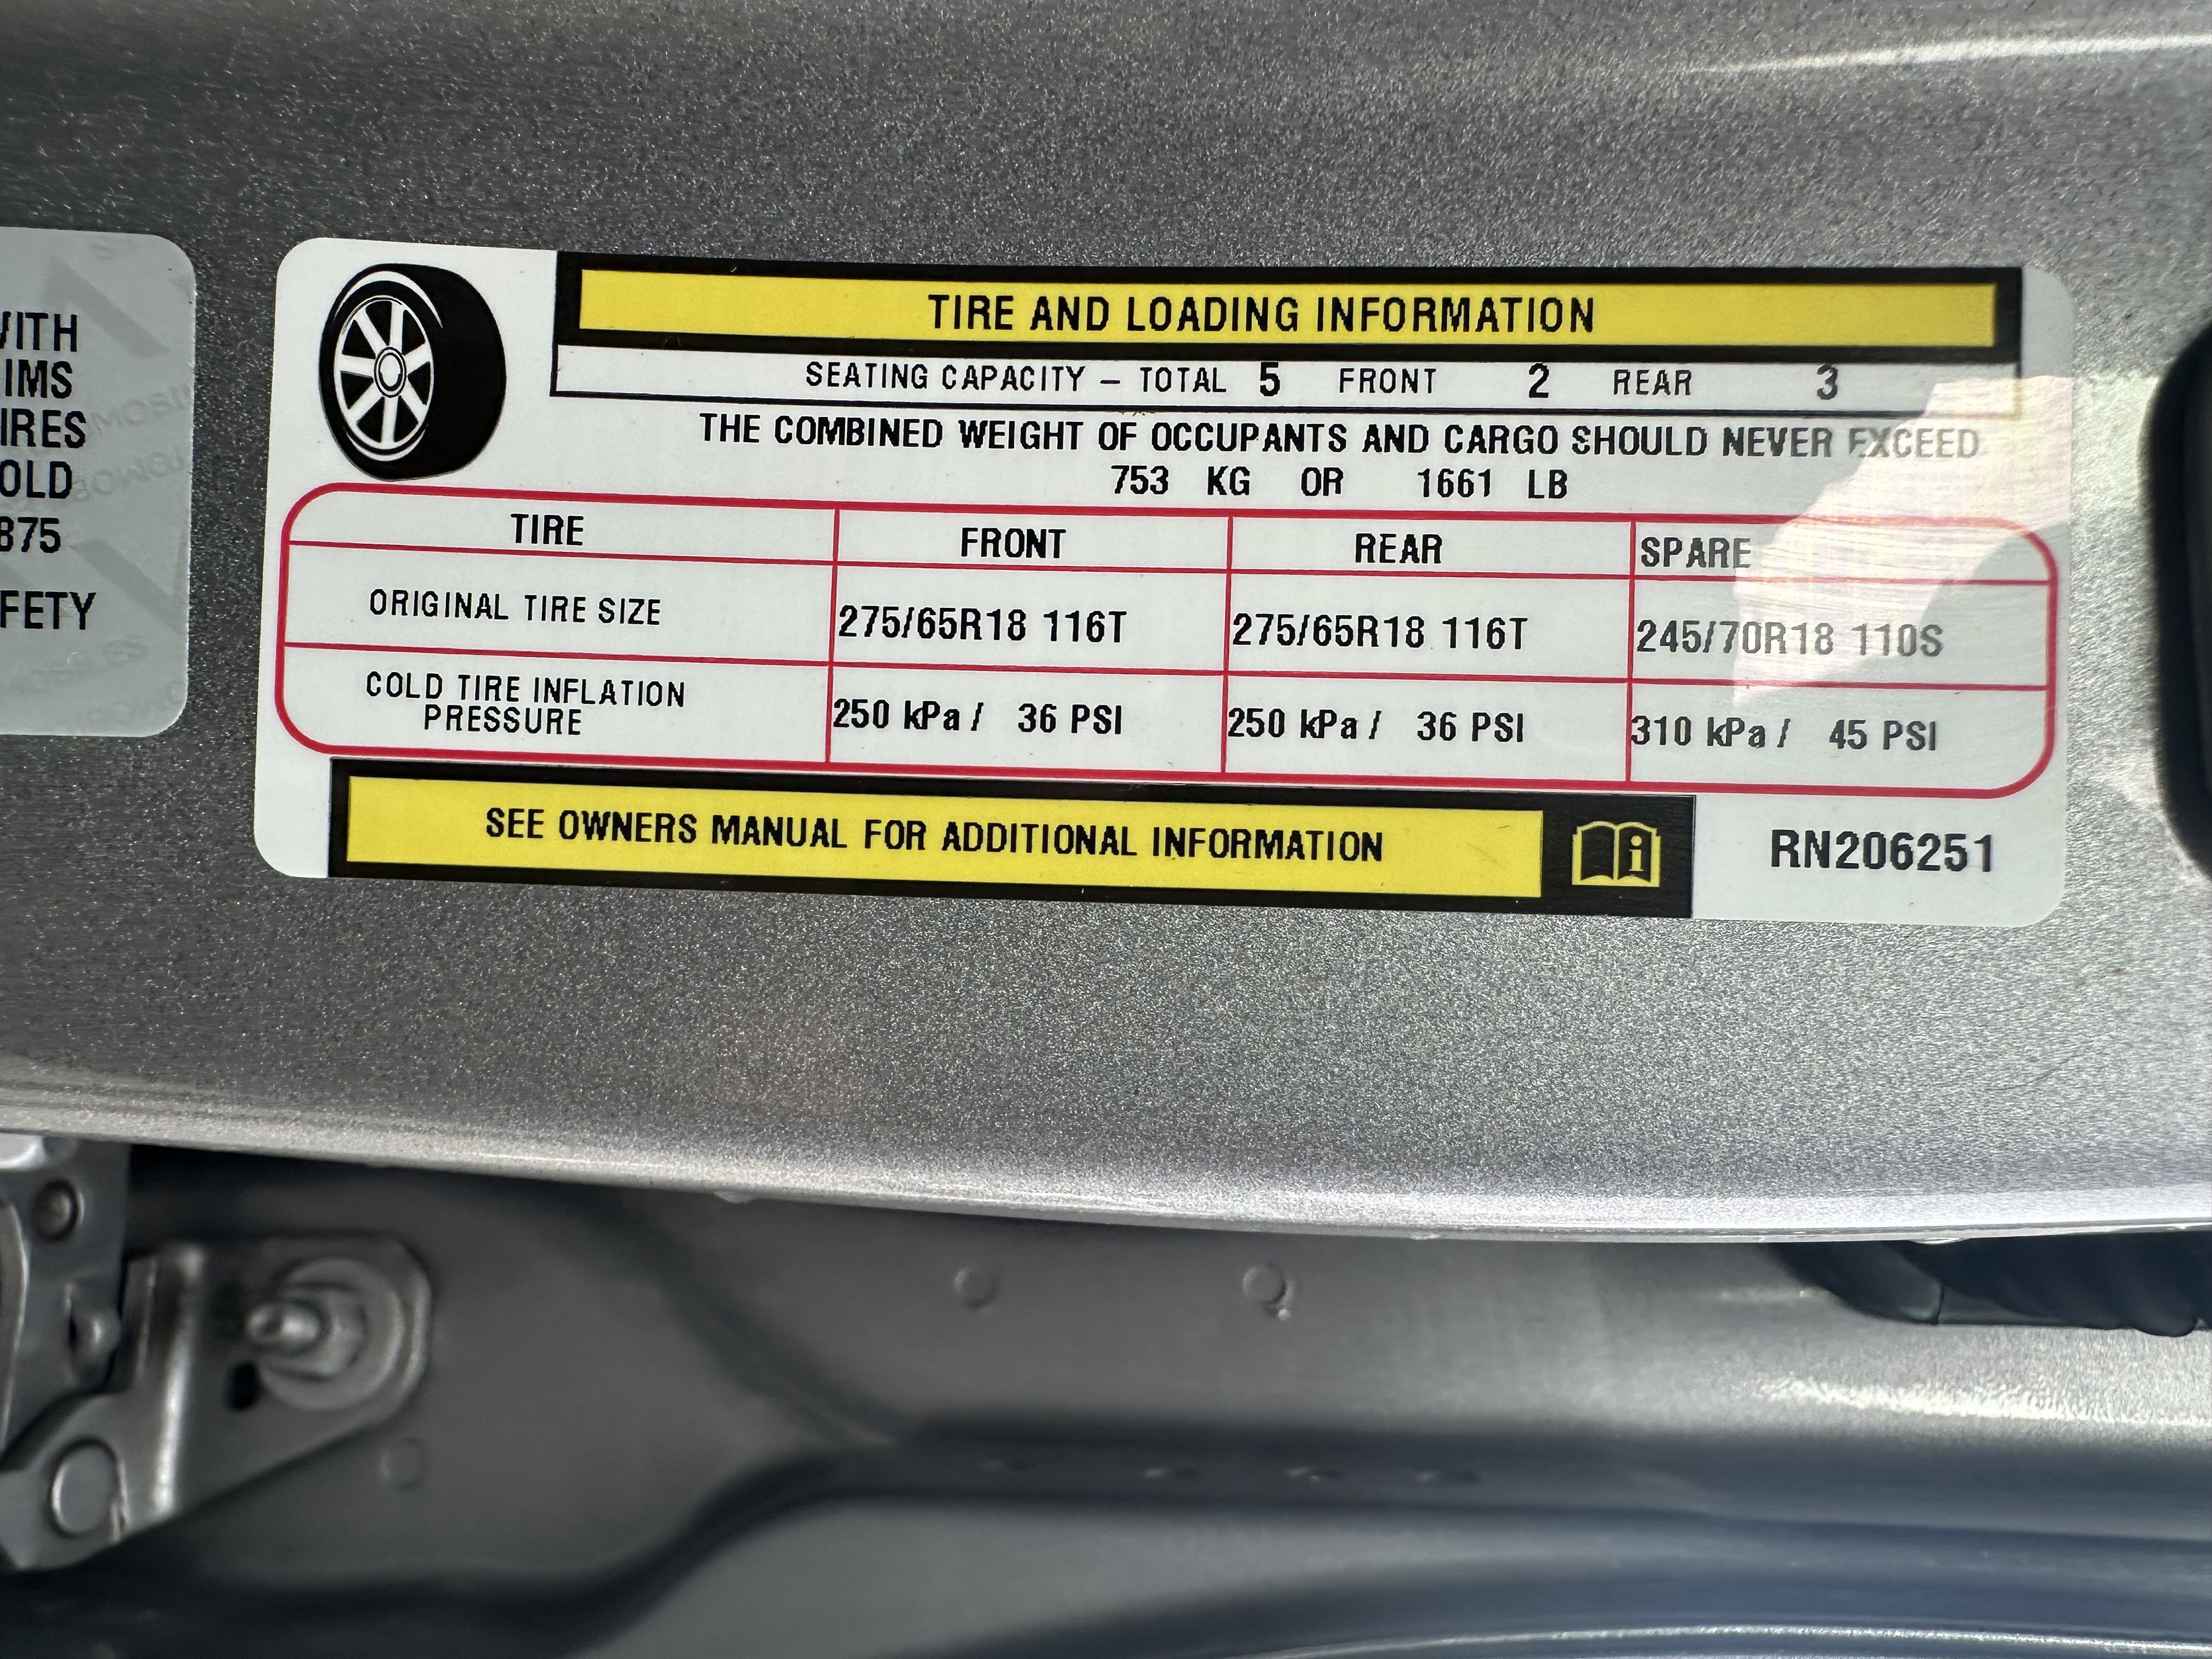 WITH
IMS
IRES
OLD
875
FETY
TIRE AND LOADING INFORMATION
SEATING CAPACITY – TOTAL 5 FRONT 2 REAR 3
THE COMBINED WEIGHT OF OCCUPANTS AND CARGO SHOULD NEVER EXCEED
753 KG OR 1661 LB
TIRE FRONT REAR SPARE
ORIGINAL TIRE SIZE 275/65R18 116T 275/65R18 116T 245/70R18 110S
COLD TIRE INFLATION
PRESSURE 250 kPa / 36 PSI 250 kPa / 36 PSI 310 kPa / 45 PSI
SEE OWNERS MANUAL FOR ADDITIONAL INFORMATION
RN206251